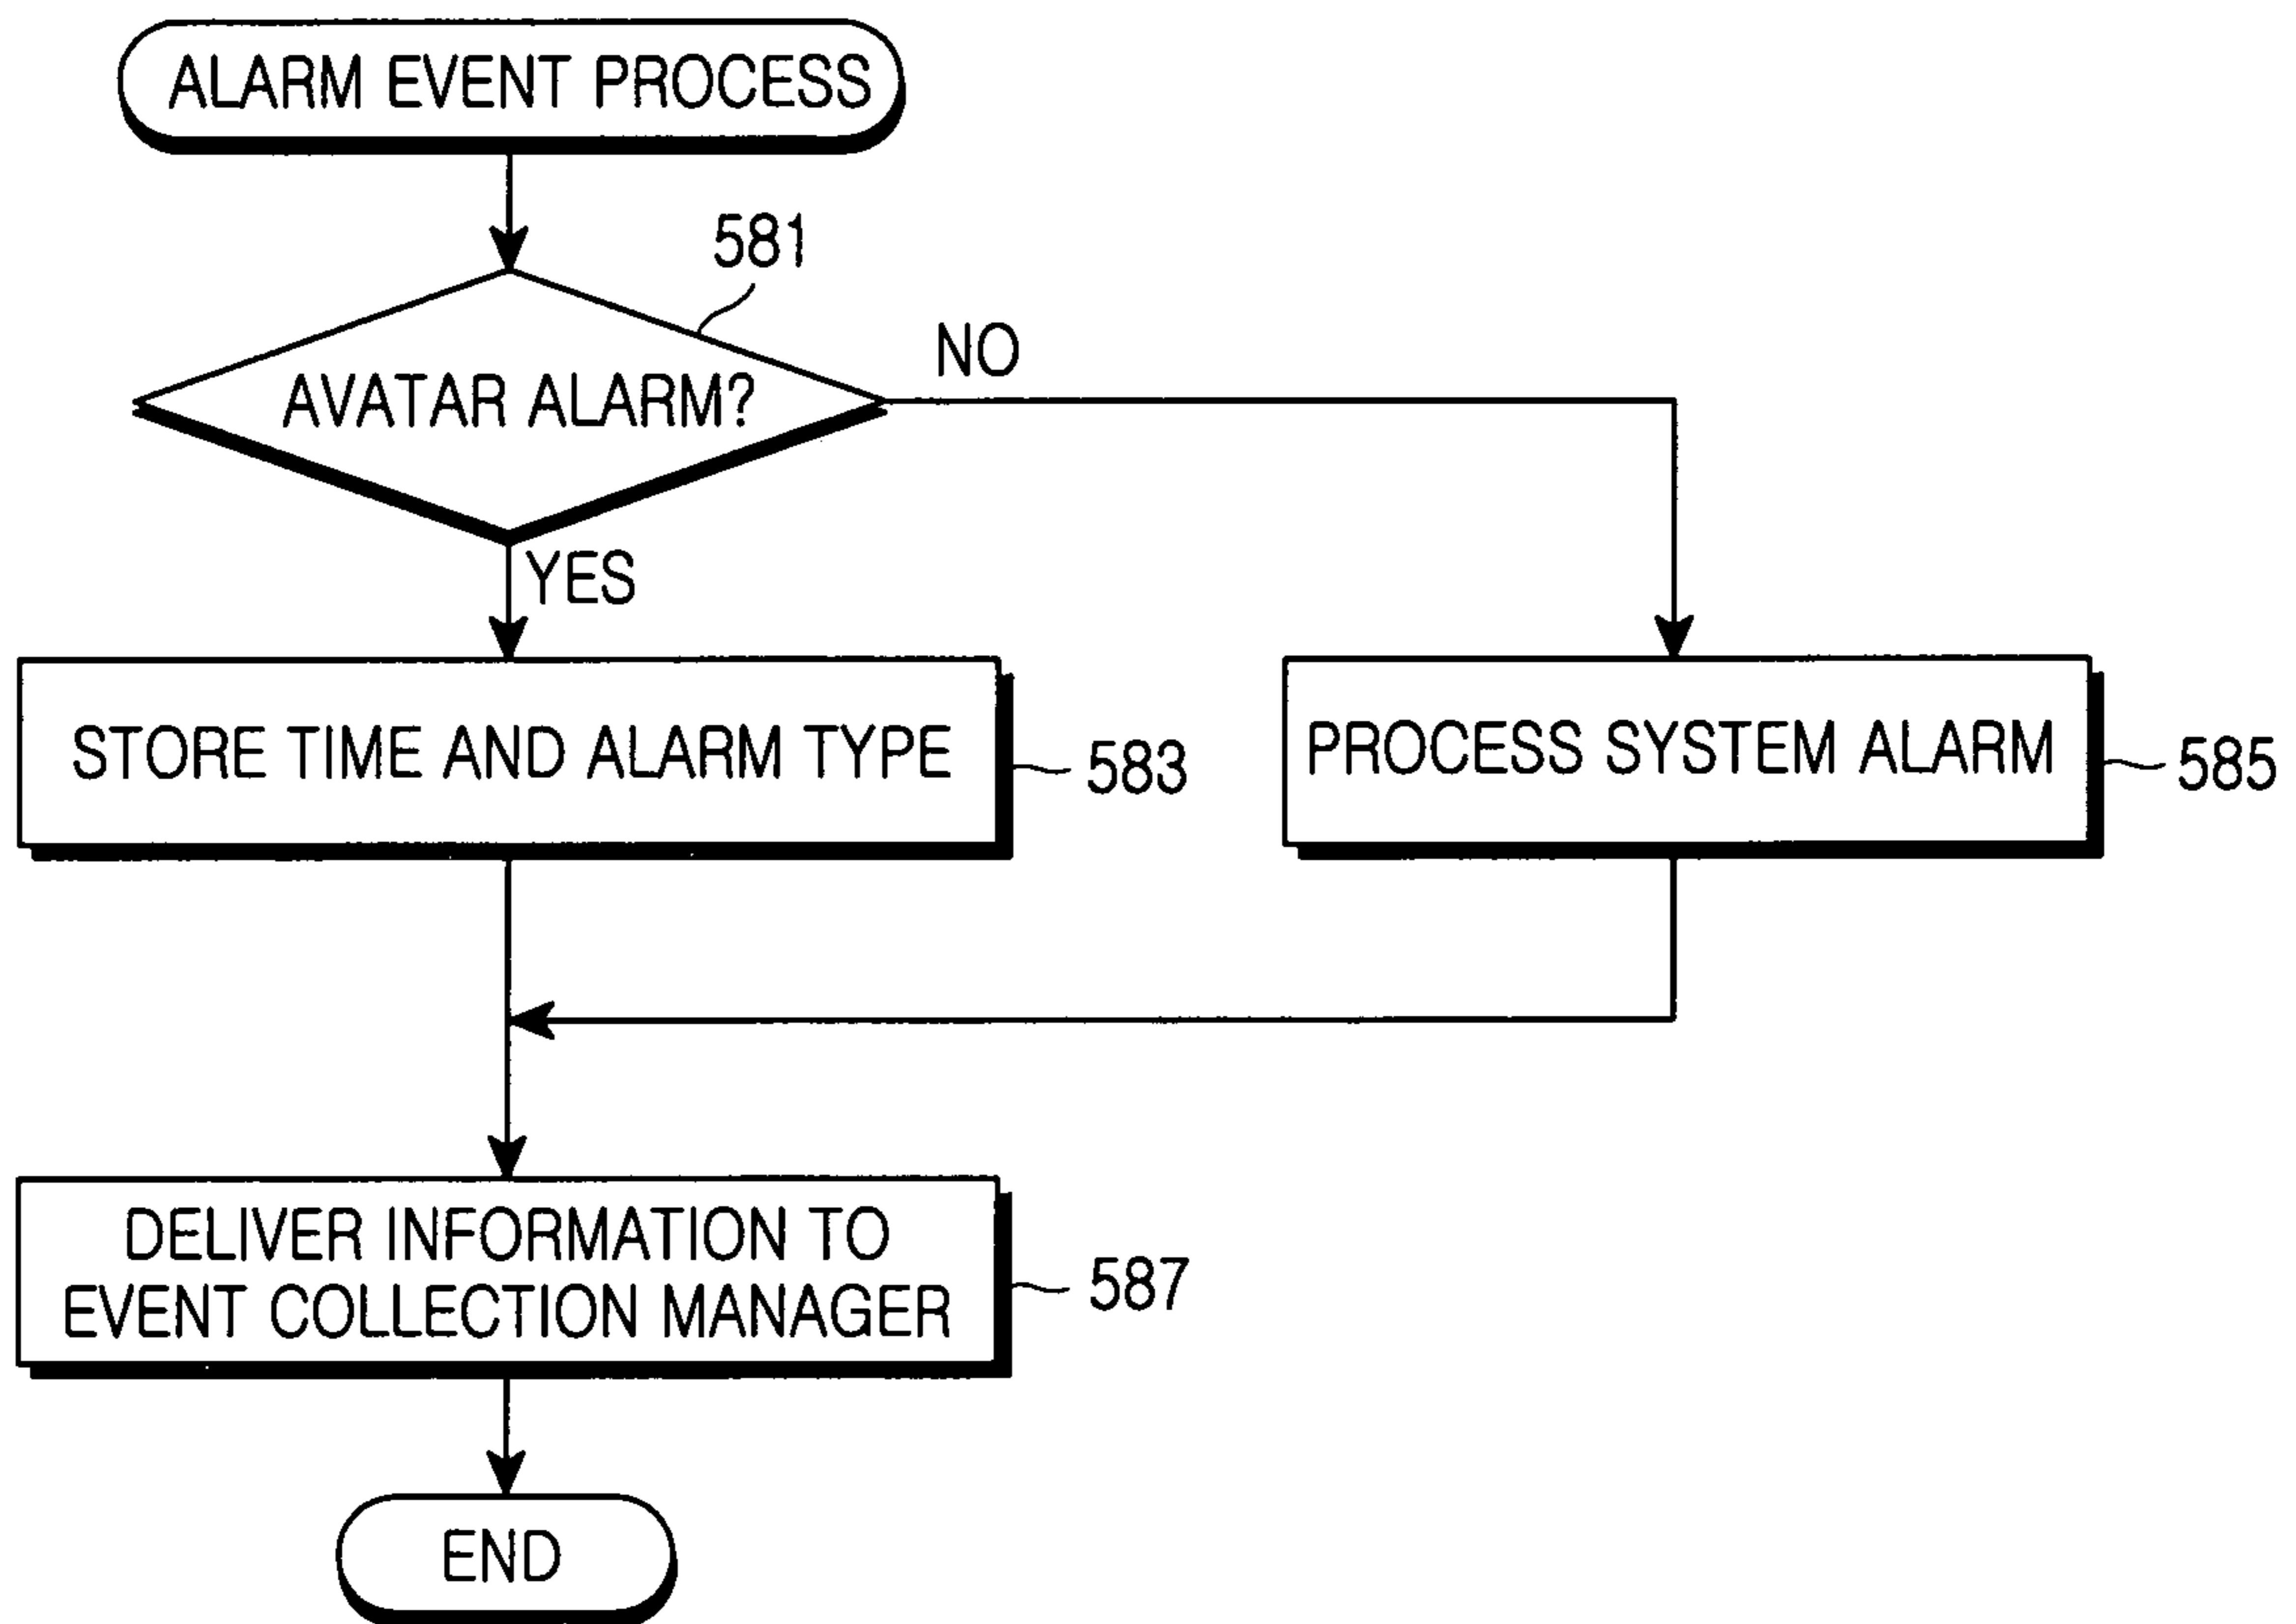 ALARM EVENT PROCESS
581
AVATAR ALARM?
NO
YES
STORE TIME AND ALARM TYPE
583
PROCESS SYSTEM ALARM
585
DELIVER INFORMATION TO
EVENT COLLECTION MANAGER
587
END